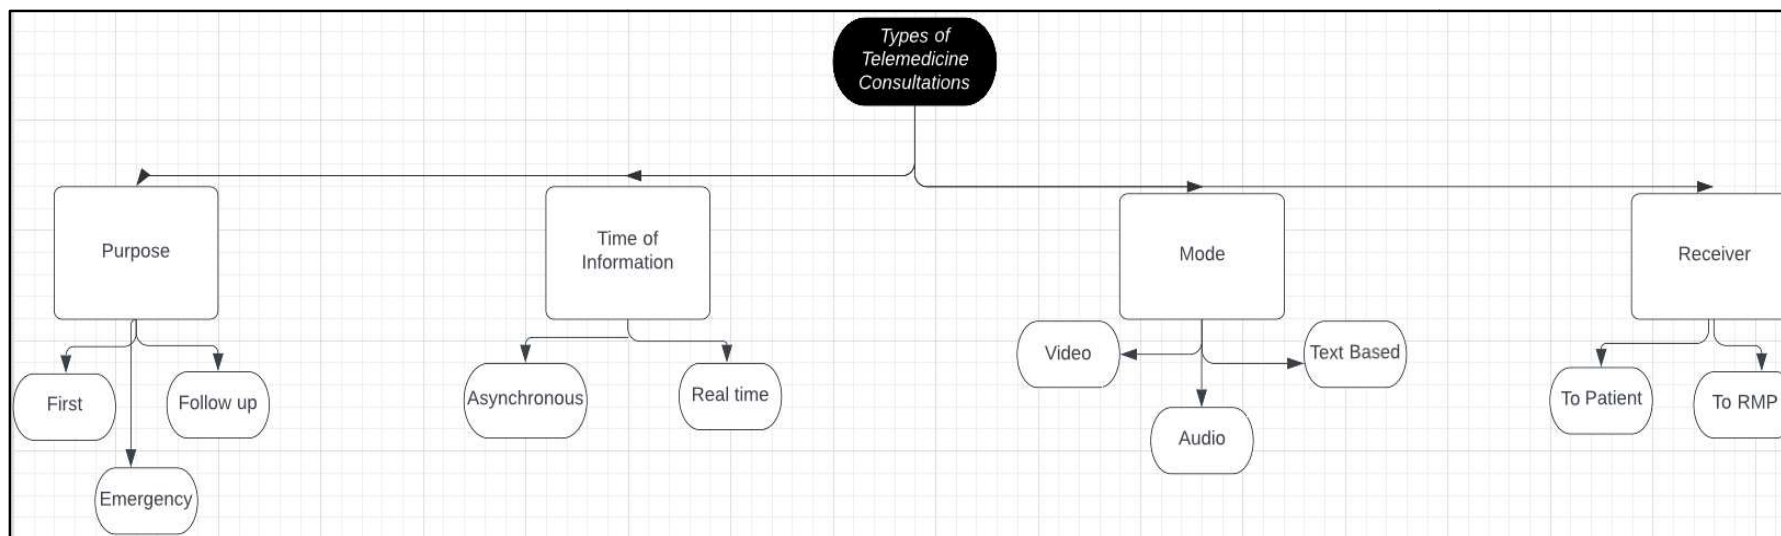 Types of
Telemedicine
Consultations
Purpose
Time of
Information
Mode
Receiver
First
Follow up
Emergency
Asynchronous
Real time
Video
Text Based
Audio
To Patient
To RMP